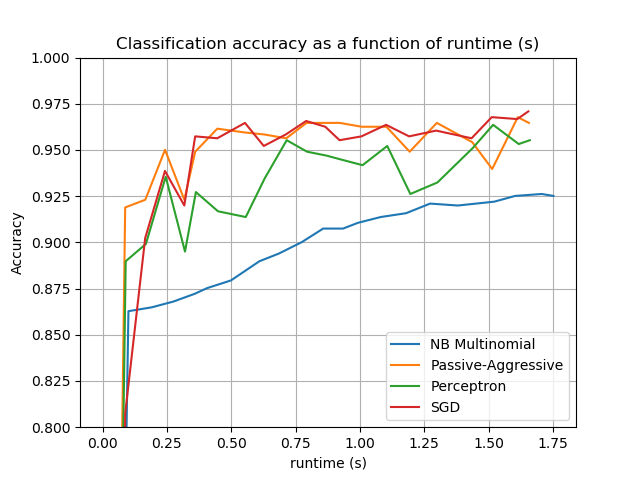 Classification accuracy as a function of runtime (s)
1.000
0.975
0.950
0.925
0.900
0.875
0.850
0.825
0.800
Accuracy
NB Multinomial
Passive-Aggressive
Perceptron
SGD
0.00 0.25 0.50 0.75 1.00 1.25 1.50 1.75
runtime (s)